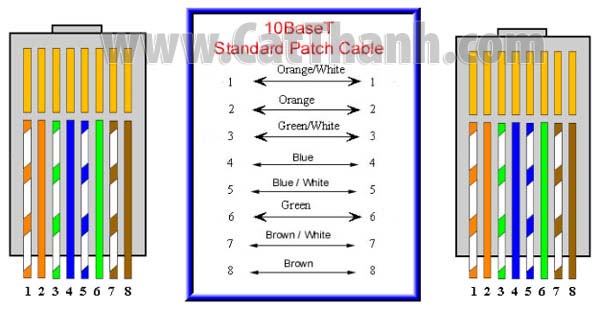 www.CatThanh.com
10BaseT
Standard Patch Cable
1 Orange/White 1
2 Orange 2
3 Green/White 3
4 Blue 4
5 Blue / White 5
6 Green 6
7 Brown / White 7
8 Brown 8
1 2 3 4 5 6 7 8
1 2 3 4 5 6 7 8